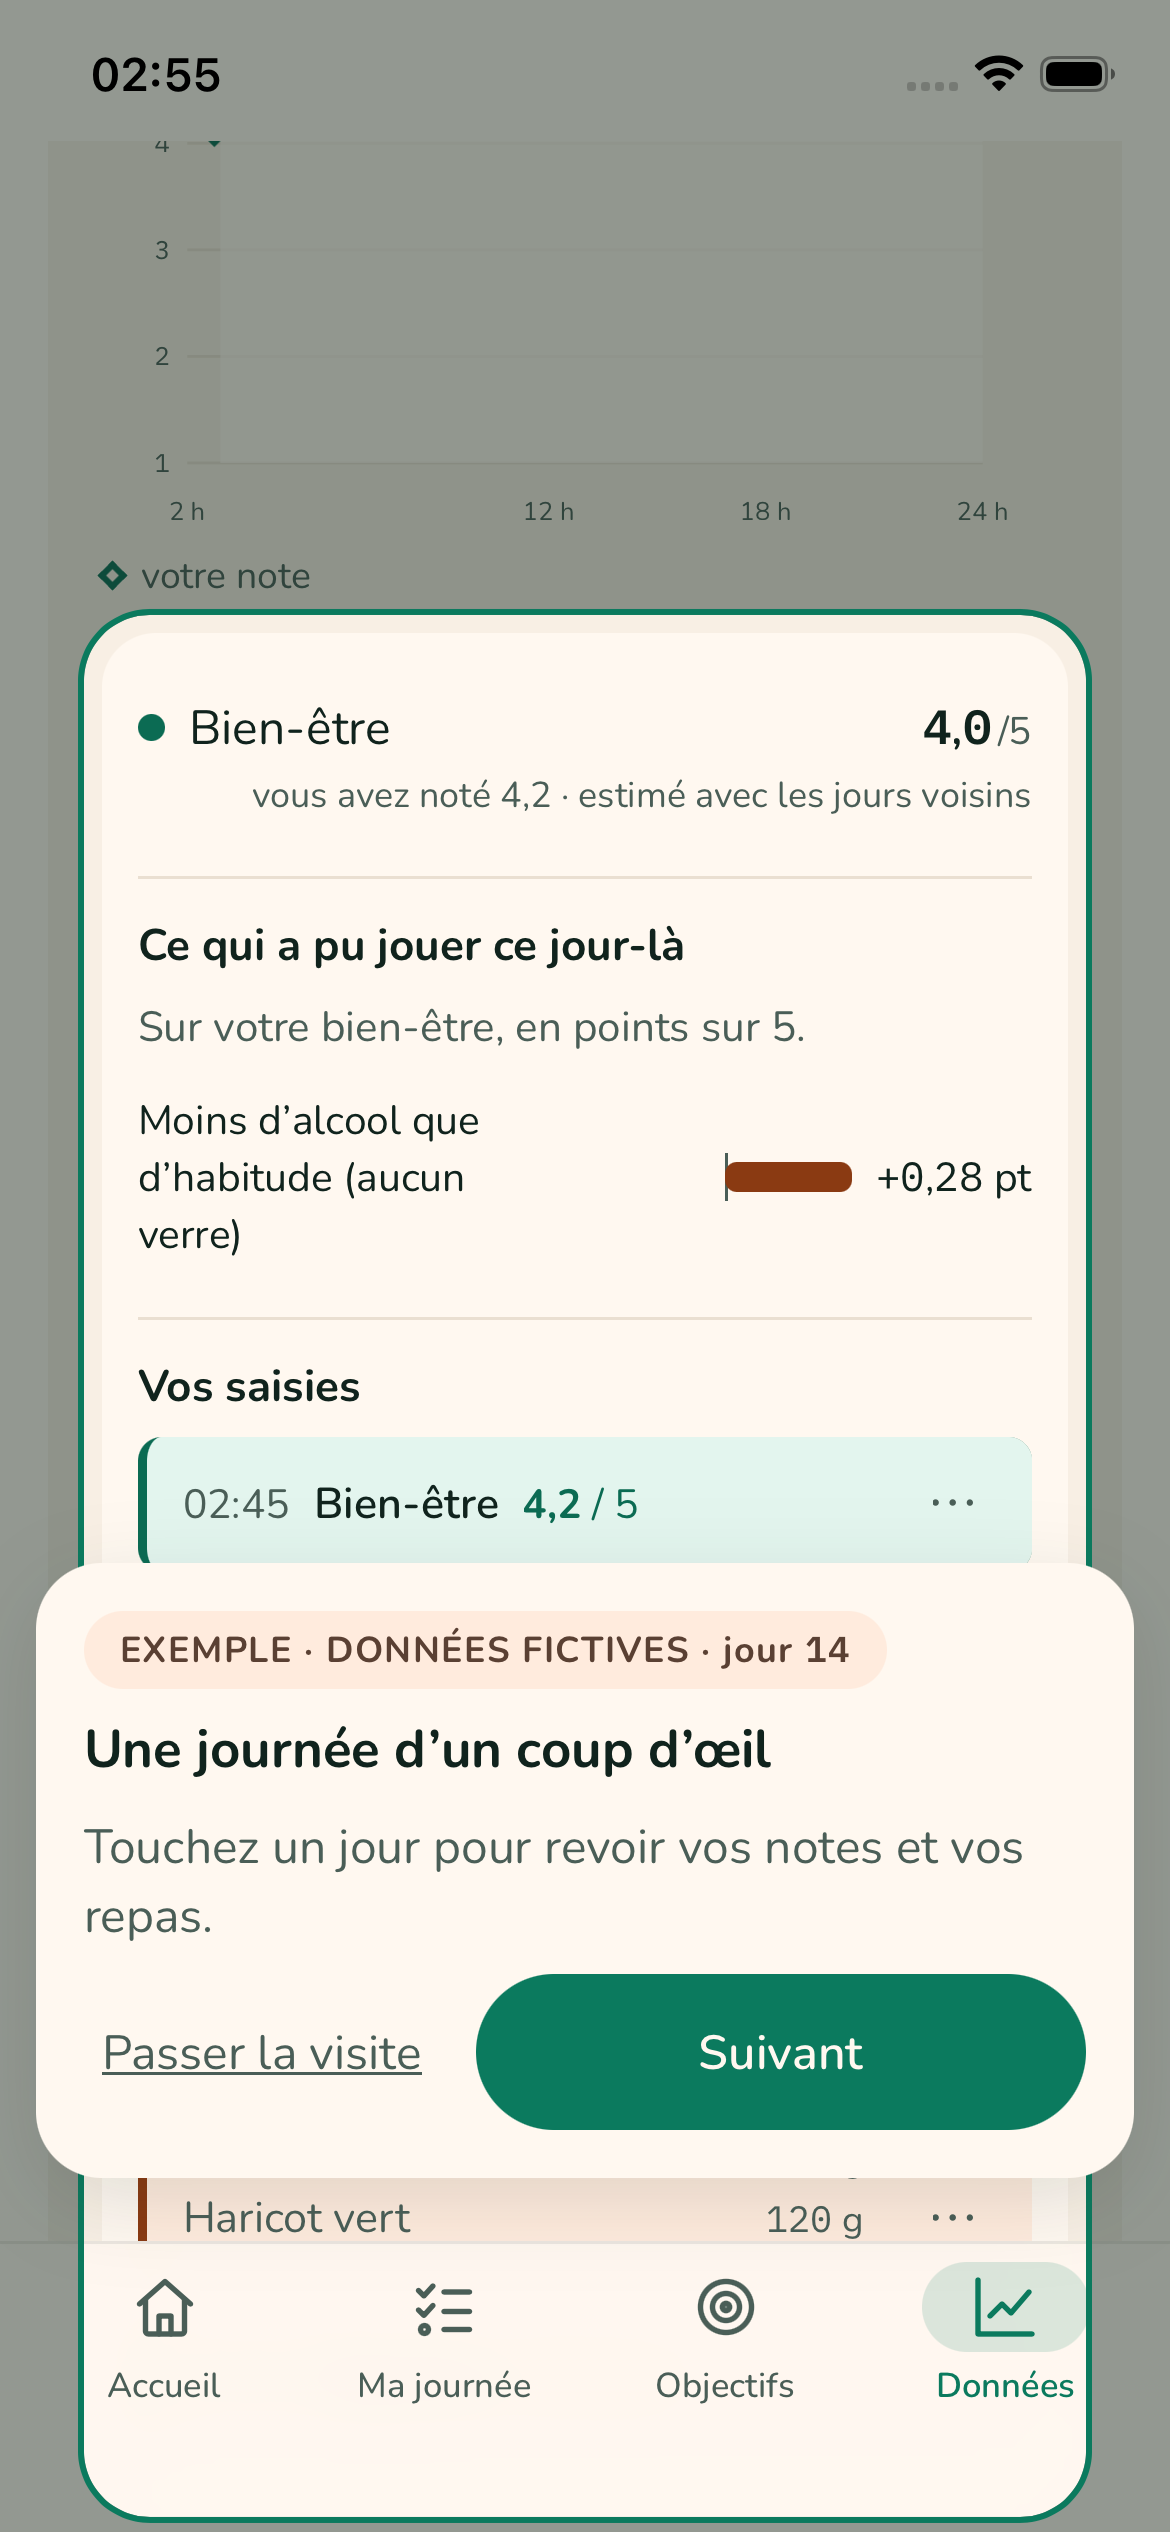 02:55
4
3
2
1
2 h 12 h 18 h 24 h
votre note
Bien-être 4,0/5
vous avez noté 4,2 · estimé avec les jours voisins
Ce qui a pu jouer ce jour-là
Sur votre bien-être, en points sur 5.
Moins d’alcool que
d’habitude (aucun
verre)
+0,28 pt
Vos saisies
02:45 Bien-être 4,2 / 5 ...
EXEMPLE · DONNÉES FICTIVES · jour 14
Une journée d’un coup d’œil
Touchez un jour pour revoir vos notes et vos
repas.
Passer la visite Suivant
Haricot vert 120 g ...
Accueil Ma journée Objectifs Données